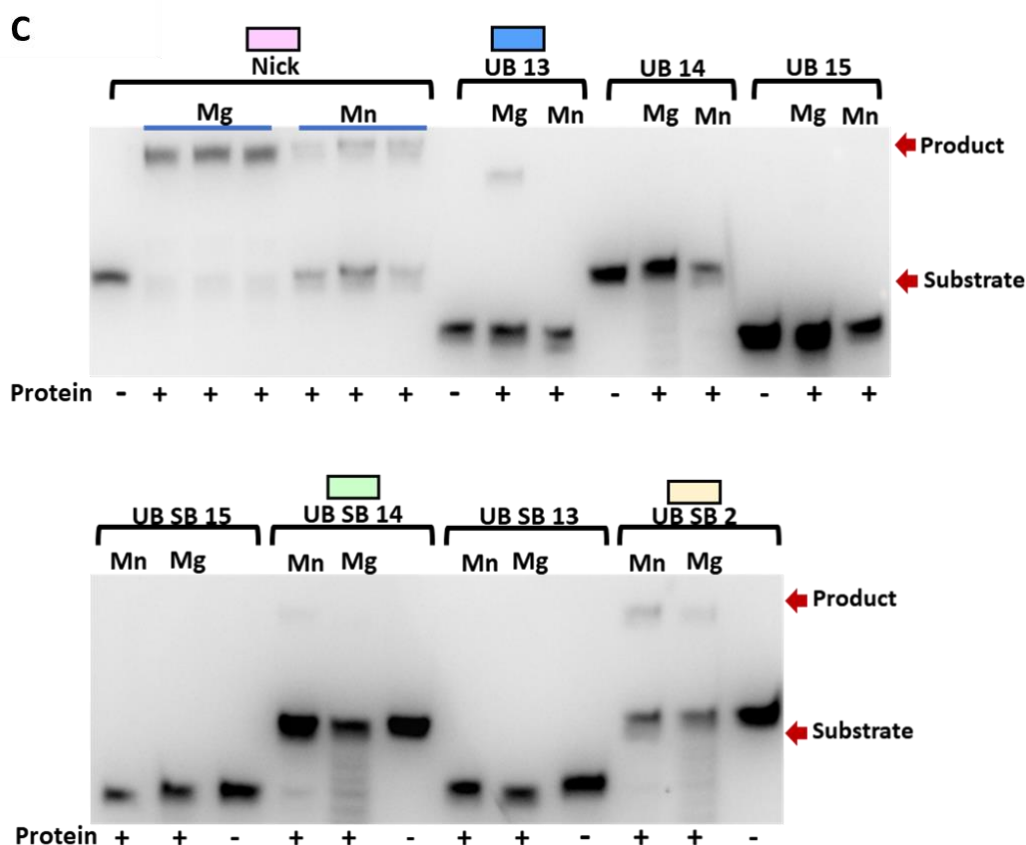 C
Nick UB 13 UB 14 UB 15
Mg Mn Mg Mn Mg Mn Mg Mn
Product
Substrate
Protein - + + + + + + - + + - + + - + +
UB SB 15 UB SB 14 UB SB 13 UB SB 2
Mn Mg Mn Mg Mn Mg Mn Mg
Product
Substrate
Protein + + - + + - + + - + + -